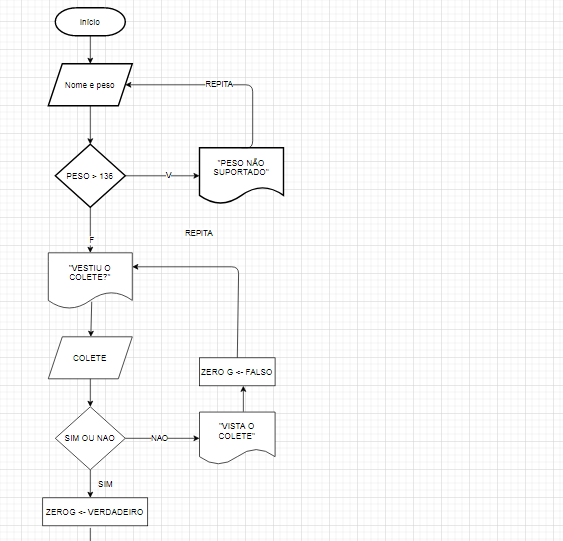 Início
Nome e peso
REPITA
PESO > 136
V
"PESO NÃO
SUPORTADO"
F
REPITA
"VESTIU O
COLETE?"
COLETE
ZERO G <- FALSO
SIM OU NAO
NAO
"VISTA O
COLETE"
SIM
ZEROG <- VERDADEIRO